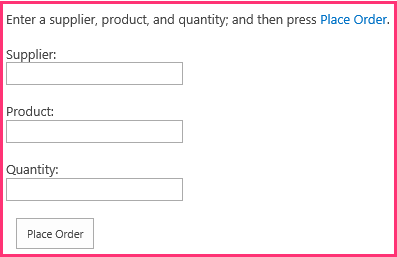 Enter a supplier, product, and quantity; and then press Place Order.
Supplier:
Product:
Quantity:
Place Order